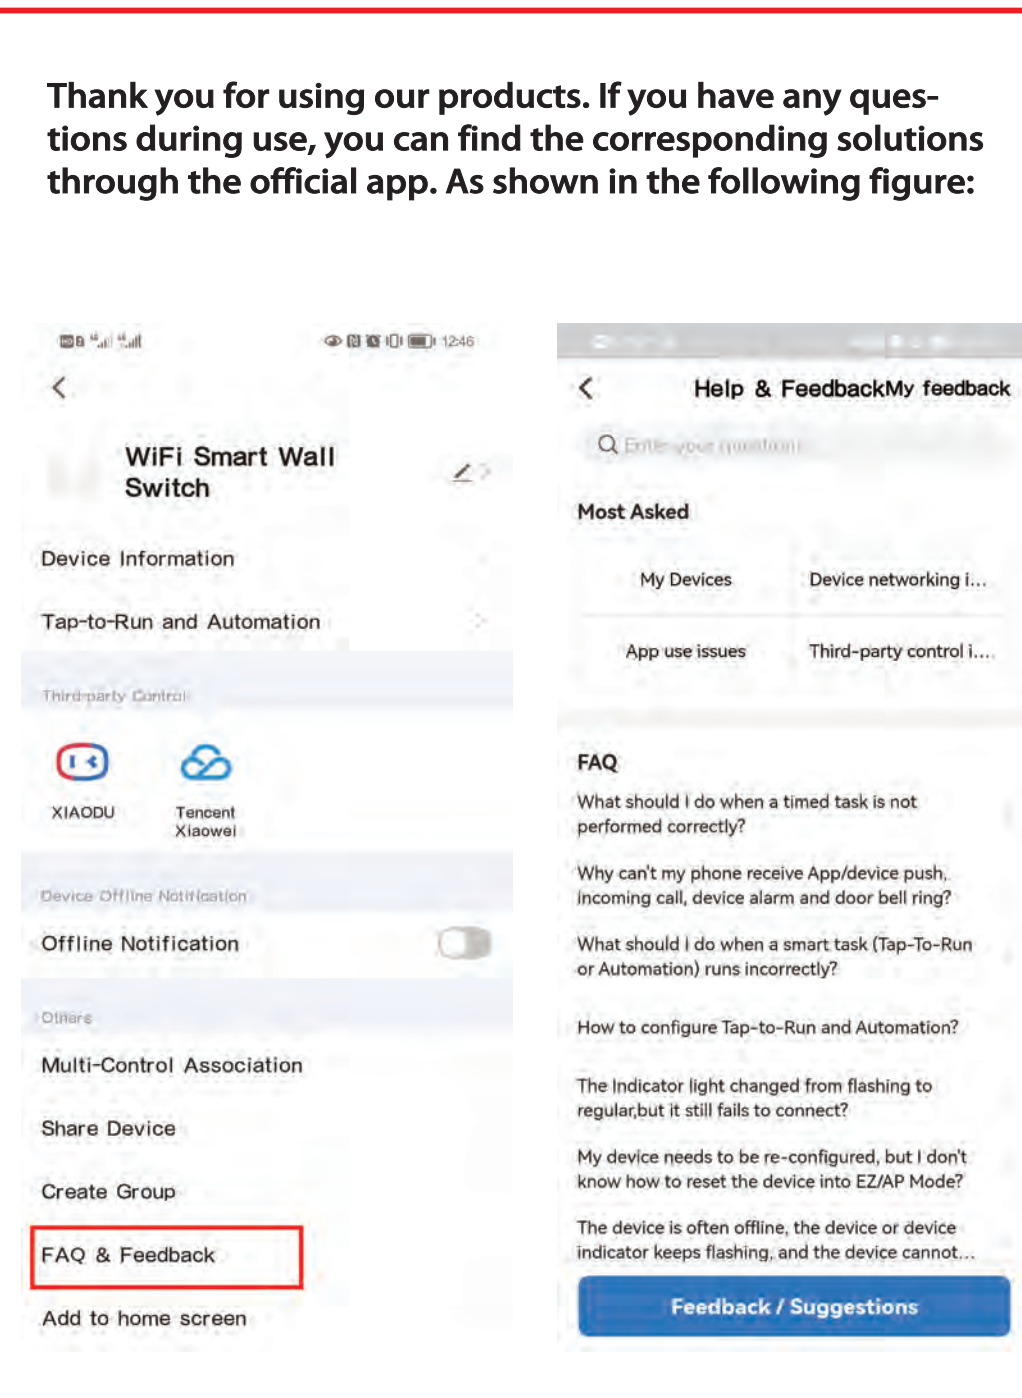 Thank you for using our products. If you have any ques-
tions during use, you can find the corresponding solutions
through the official app. As shown in the following figure:
12:46
WiFi Smart Wall
Switch
Device Information
Tap-to-Run and Automation
Third-party Control
XIAODU
Tencent
Xiaowei
Device Offline Notification
Offline Notification
Others
Multi-Control Association
Share Device
Create Group
FAQ & Feedback
Add to home screen
Help & FeedbackMy feedback
Enter your question
Most Asked
My Devices
Device networking i...
App use issues
Third-party control i...
FAQ
What should I do when a timed task is not
performed correctly?
Why can't my phone receive App/device push,
incoming call, device alarm and door bell ring?
What should I do when a smart task (Tap-To-Run
or Automation) runs incorrectly?
How to configure Tap-to-Run and Automation?
The Indicator light changed from flashing to
regular,but it still fails to connect?
My device needs to be re-configured, but I don't
know how to reset the device into EZ/AP Mode?
The device is often offline, the device or device
indicator keeps flashing, and the device cannot...
Feedback / Suggestions